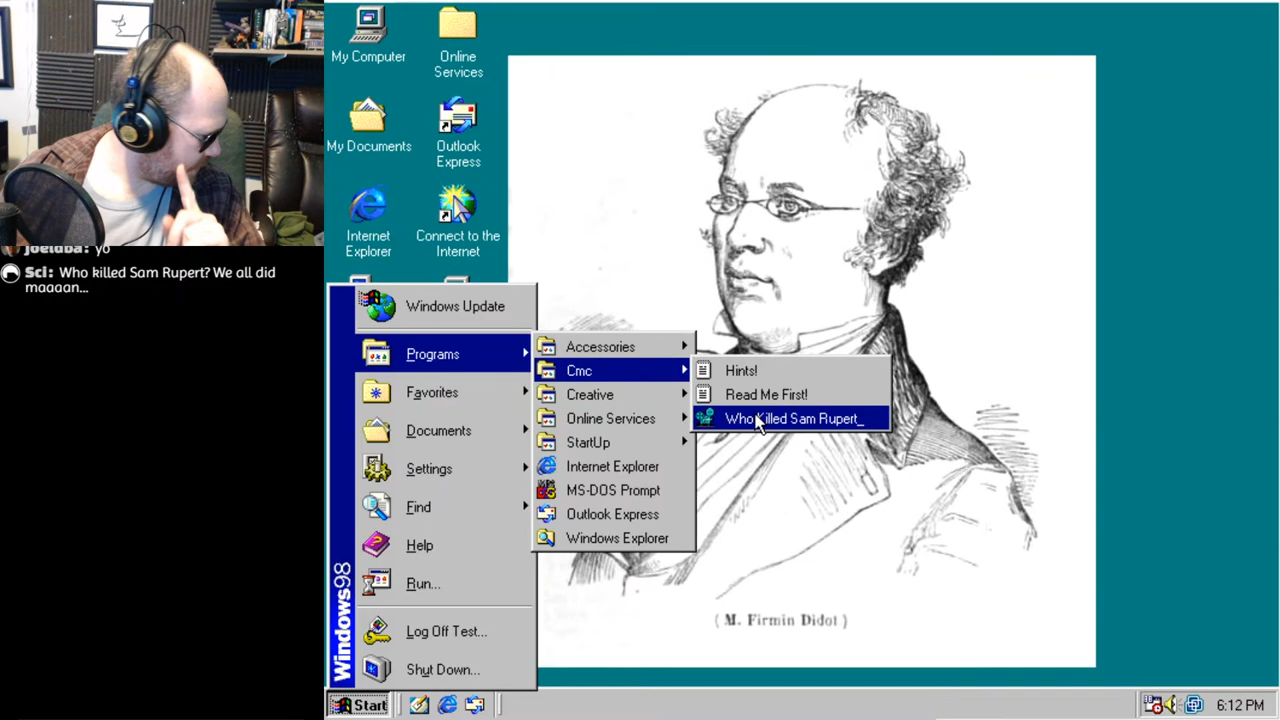 joelaba: yo
Sci: Who killed Sam Rupert? We all did
maaaan...
My Computer
Online
Services
My Documents
Outlook
Express
Internet
Explorer
Connect to the
Internet
Windows98
Windows Update
Programs
Favorites
Documents
Settings
Find
Help
Run...
Log Off Test...
Shut Down...
Accessories
Cmc
Creative
Online Services
StartUp
Internet Explorer
MS-DOS Prompt
Outlook Express
Windows Explorer
Hints!
Read Me First!
Who Killed Sam Rupert_
( M. Firmin Didot )
Start
6:12 PM